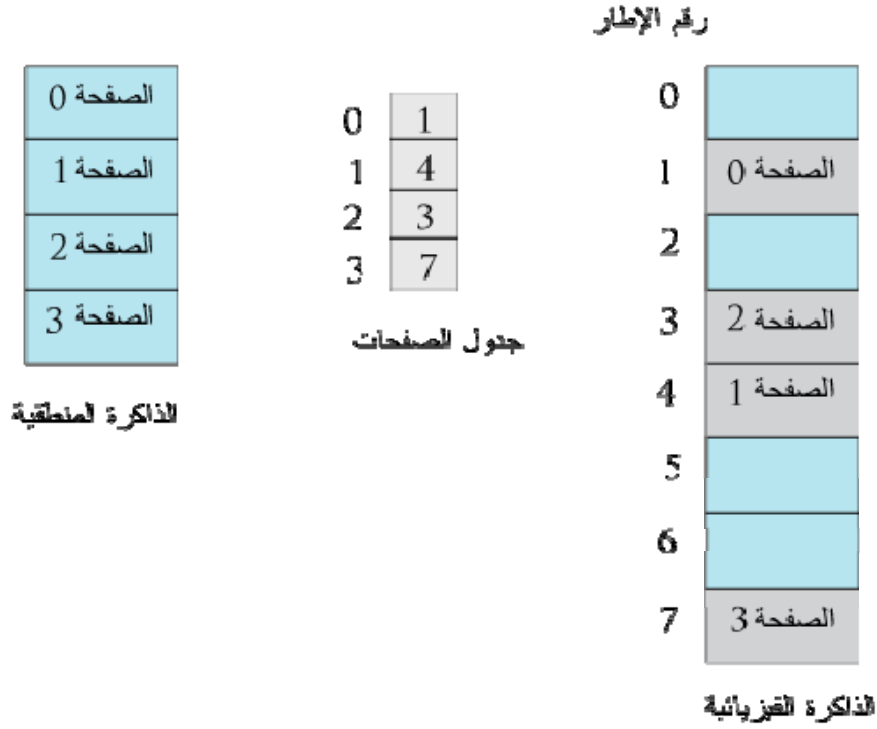 رقم الإطار
الصفحة 0
الصفحة 1
الصفحة 2
الصفحة 3
الذاكرة المنطقية
0 1
1 4
2 3
3 7
جدول الصفحات
0
1 الصفحة 0
2
3 الصفحة 2
4 الصفحة 1
5
6
7 الصفحة 3
الذاكرة الفيزيائية